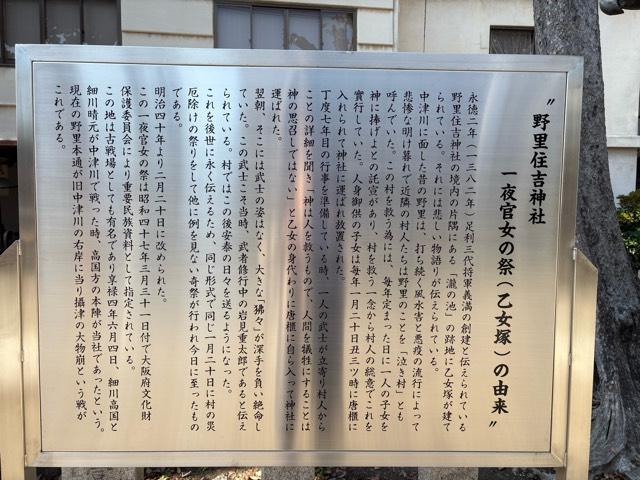 〝野里住吉神社
一夜官女の祭（乙女塚）の由来〟
永徳二年（一三八二年）足利三代将軍義満の創建と伝えられている
野里住吉神社の境内の片隅にある「瀧の池」の跡地に乙女塚が建て
られている。それには悲しい物語りが伝えられている。
中津川に面した昔の野里は、打ち続く風水害と悪疫の流行によって
悲惨な明け暮れで近隣の村人たちは野里のことを「泣き村」とも
呼んでいた。この村を救う為には、毎年定まった日に一人の子女を
神に捧げよとの託宣があり、村を救う一念から村人の総意でこれを
實行していた。人身御供の子女は毎年一月二十日丑三ツ時に唐櫃に
入れられて神社に運ばれ放置された。
丁度七年目の行事を準備している時、一人の武士が立寄り村人から
ことの詳細を聞き「神は人を救うもので、人間を犠牲にすることは
神の思召しではない」と乙女の身代わりに唐櫃に自ら入って神社に
運ばれた。
翌朝、そこには武士の姿はなく、大きな「狒々」が深手を負い絶命し
ていた。この武士こそ当時、武者修行中の岩見重太郎であると伝え
られている。村ではこの後安泰の日々を送るようになった。
これを後世に永く伝えるため、同じ形式で同じ一月二十日に村の災
厄除けの祭りをして他に例を見ない奇祭が行われ今日に至ったもの
である。
明治四十年より二月二十日に改められた。
この一夜官女の祭は昭和四十七年三月三十一日付で大阪府文化財
保護委員会により重要民族資料として指定されている。
この地は古戦場としても有名であり享禄四年六月四日、細川高国と
細川晴元が中津川で戦った時、高国方の本陣が当社であったという。
現在の野里本通が旧中津川の右岸に当り攝津の大物崩という戦が
これである。